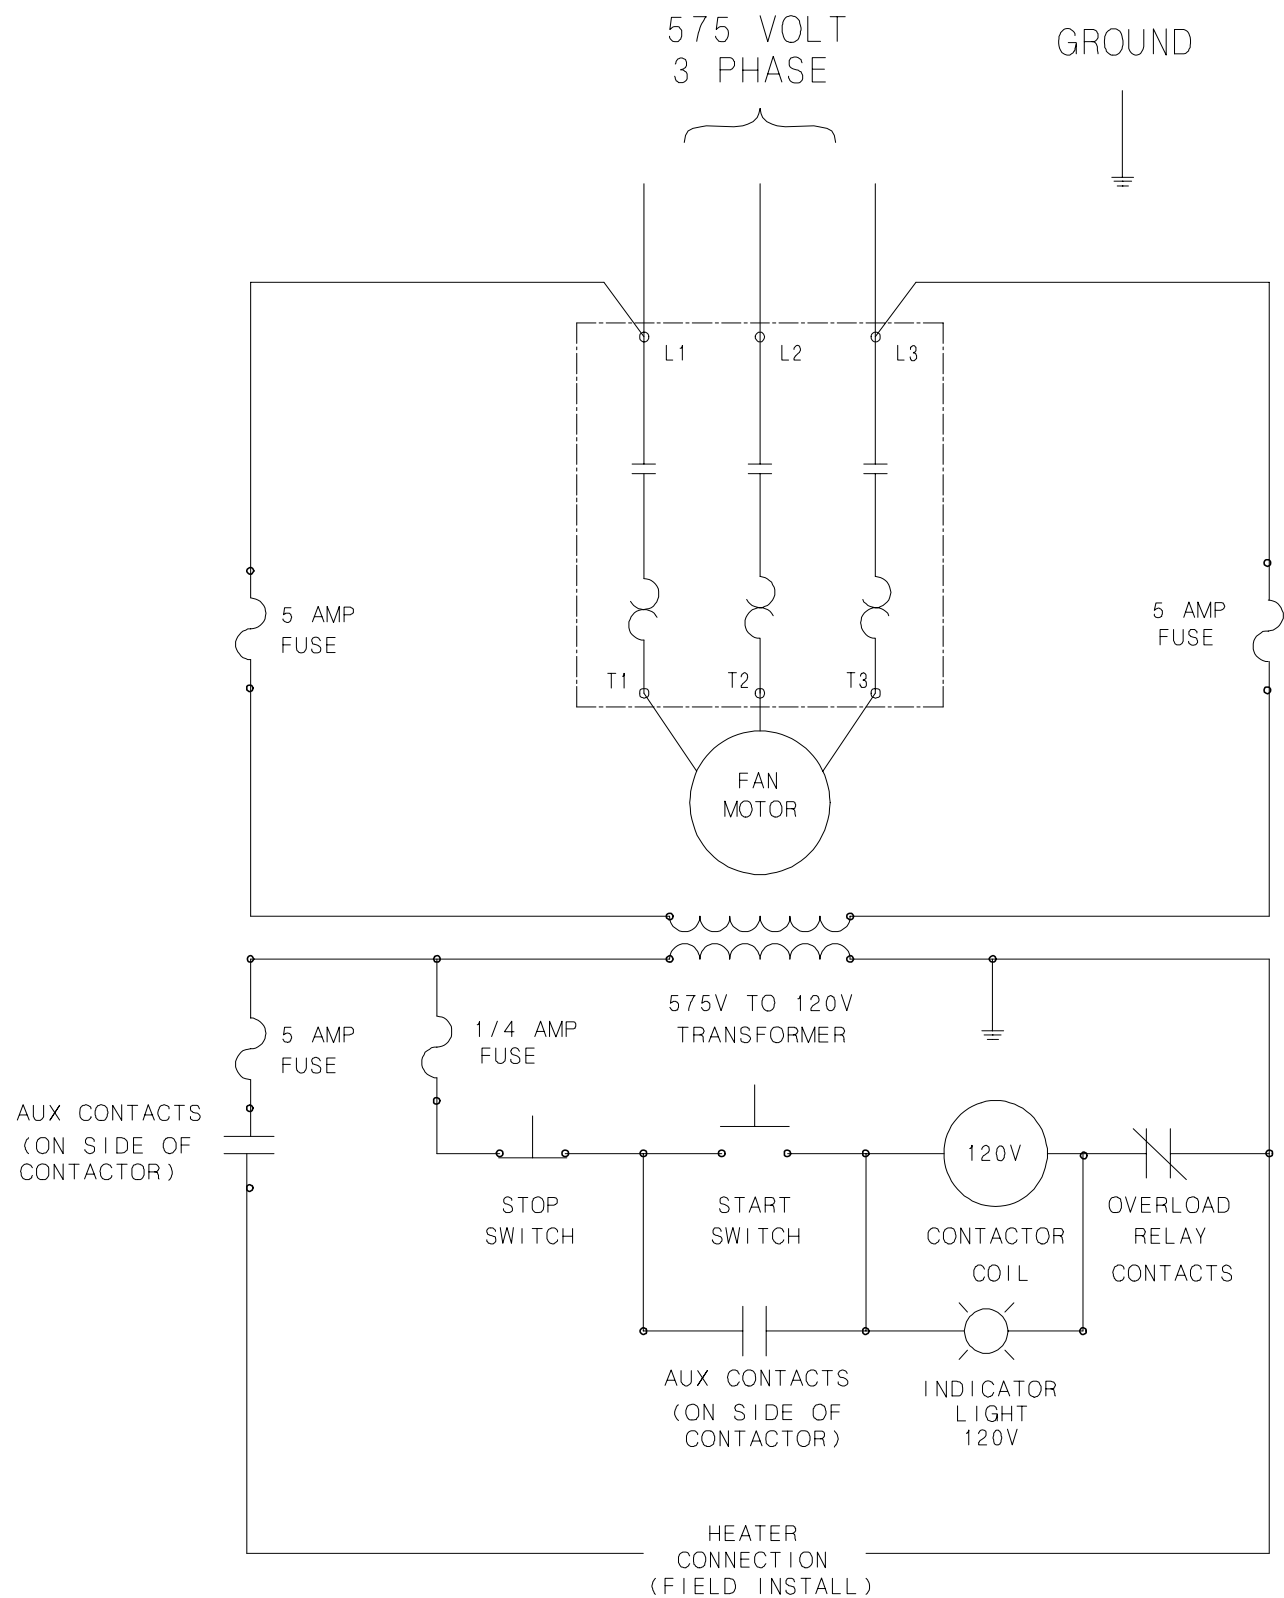 575 VOLT
3 PHASE
GROUND
L1
L2
L3
5 AMP
FUSE
5 AMP
FUSE
T1
T2
T3
FAN
MOTOR
575V TO 120V
TRANSFORMER
5 AMP
FUSE
1/4 AMP
FUSE
AUX CONTACTS
(ON SIDE OF
CONTACTOR)
120V
STOP
SWITCH
START
SWITCH
CONTACTOR
COIL
OVERLOAD
RELAY
CONTACTS
AUX CONTACTS
(ON SIDE OF
CONTACTOR)
INDICATOR
LIGHT
120V
HEATER
CONNECTION
(FIELD INSTALL)